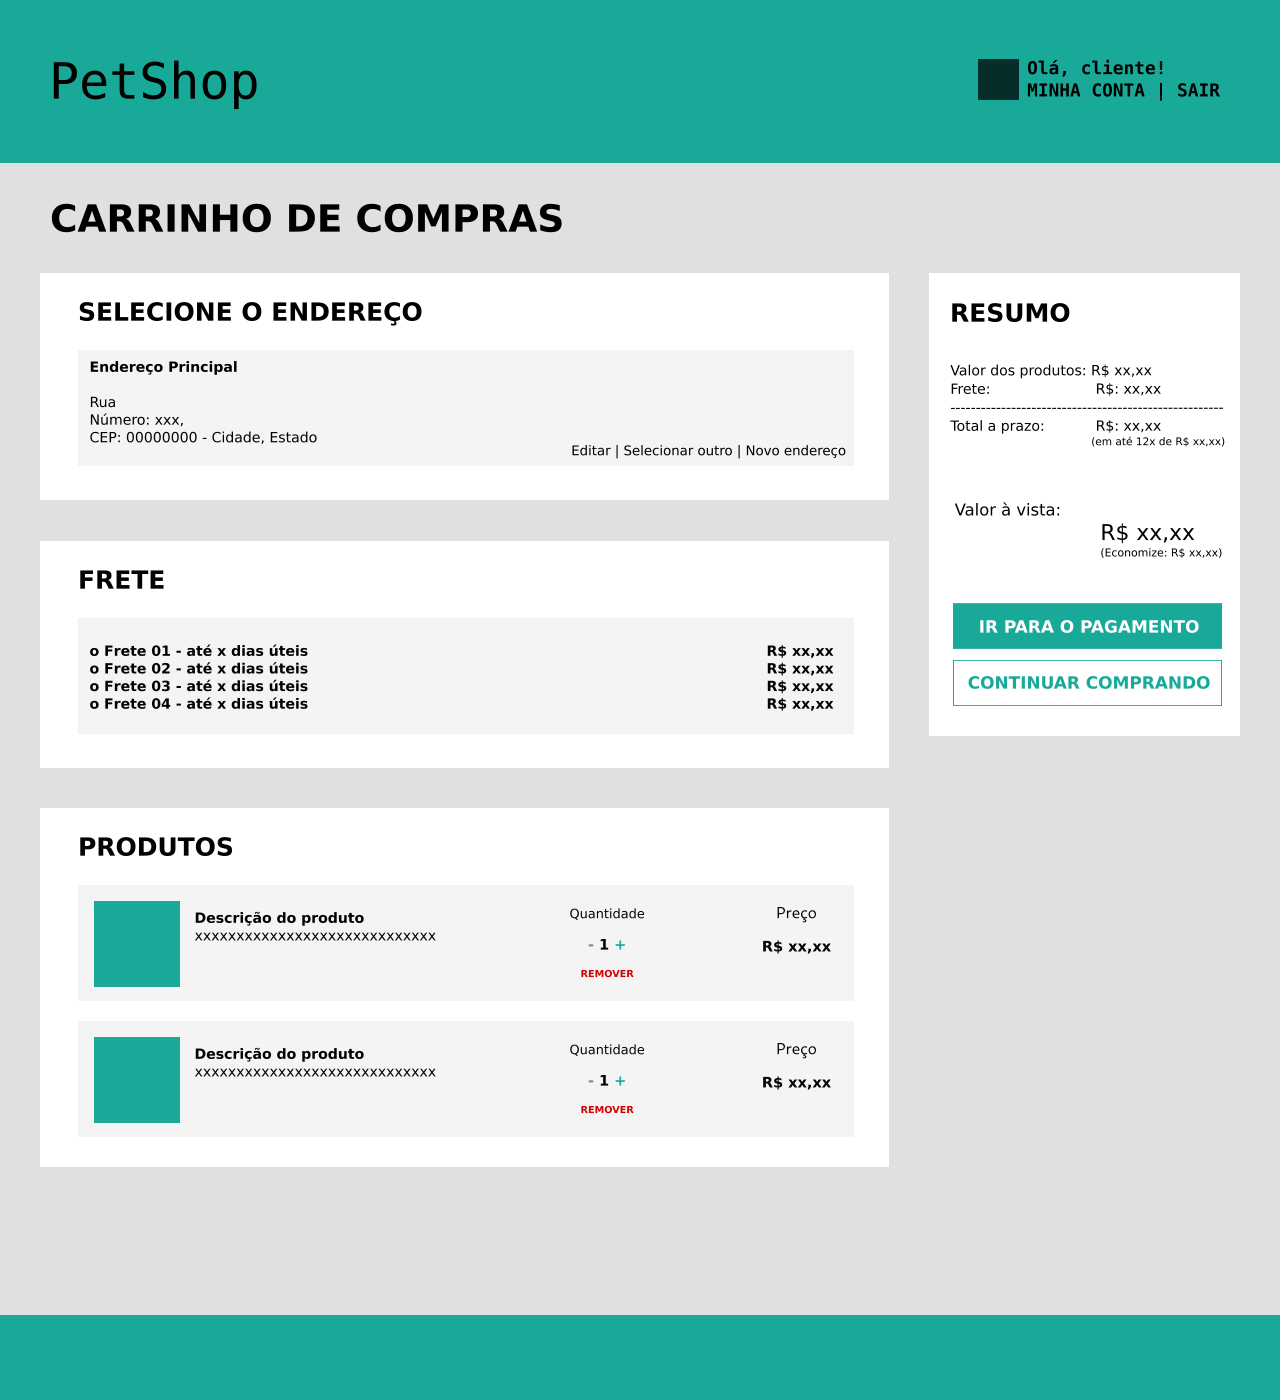 PetShop
Olá, cliente!
MINHA CONTA | SAIR
CARRINHO DE COMPRAS
SELECIONE O ENDEREÇO
Endereço Principal
Rua
Número: xxx,
CEP: 00000000 - Cidade, Estado
Editar | Selecionar outro | Novo endereço
FRETE
o Frete 01 - até x dias úteis R$ xx,xx
o Frete 02 - até x dias úteis R$ xx,xx
o Frete 03 - até x dias úteis R$ xx,xx
o Frete 04 - até x dias úteis R$ xx,xx
PRODUTOS
Descrição do produto
xxxxxxxxxxxxxxxxxxxxxxxxxxxxx
Quantidade
- 1 +
REMOVER
Preço
R$ xx,xx
Descrição do produto
xxxxxxxxxxxxxxxxxxxxxxxxxxxxx
Quantidade
- 1 +
REMOVER
Preço
R$ xx,xx
RESUMO
Valor dos produtos: R$ xx,xx
Frete: R$: xx,xx
------------------------------------------------------
Total a prazo: R$: xx,xx
(em até 12x de R$ xx,xx)
Valor à vista:
R$ xx,xx
(Economize: R$ xx,xx)
IR PARA O PAGAMENTO
CONTINUAR COMPRANDO